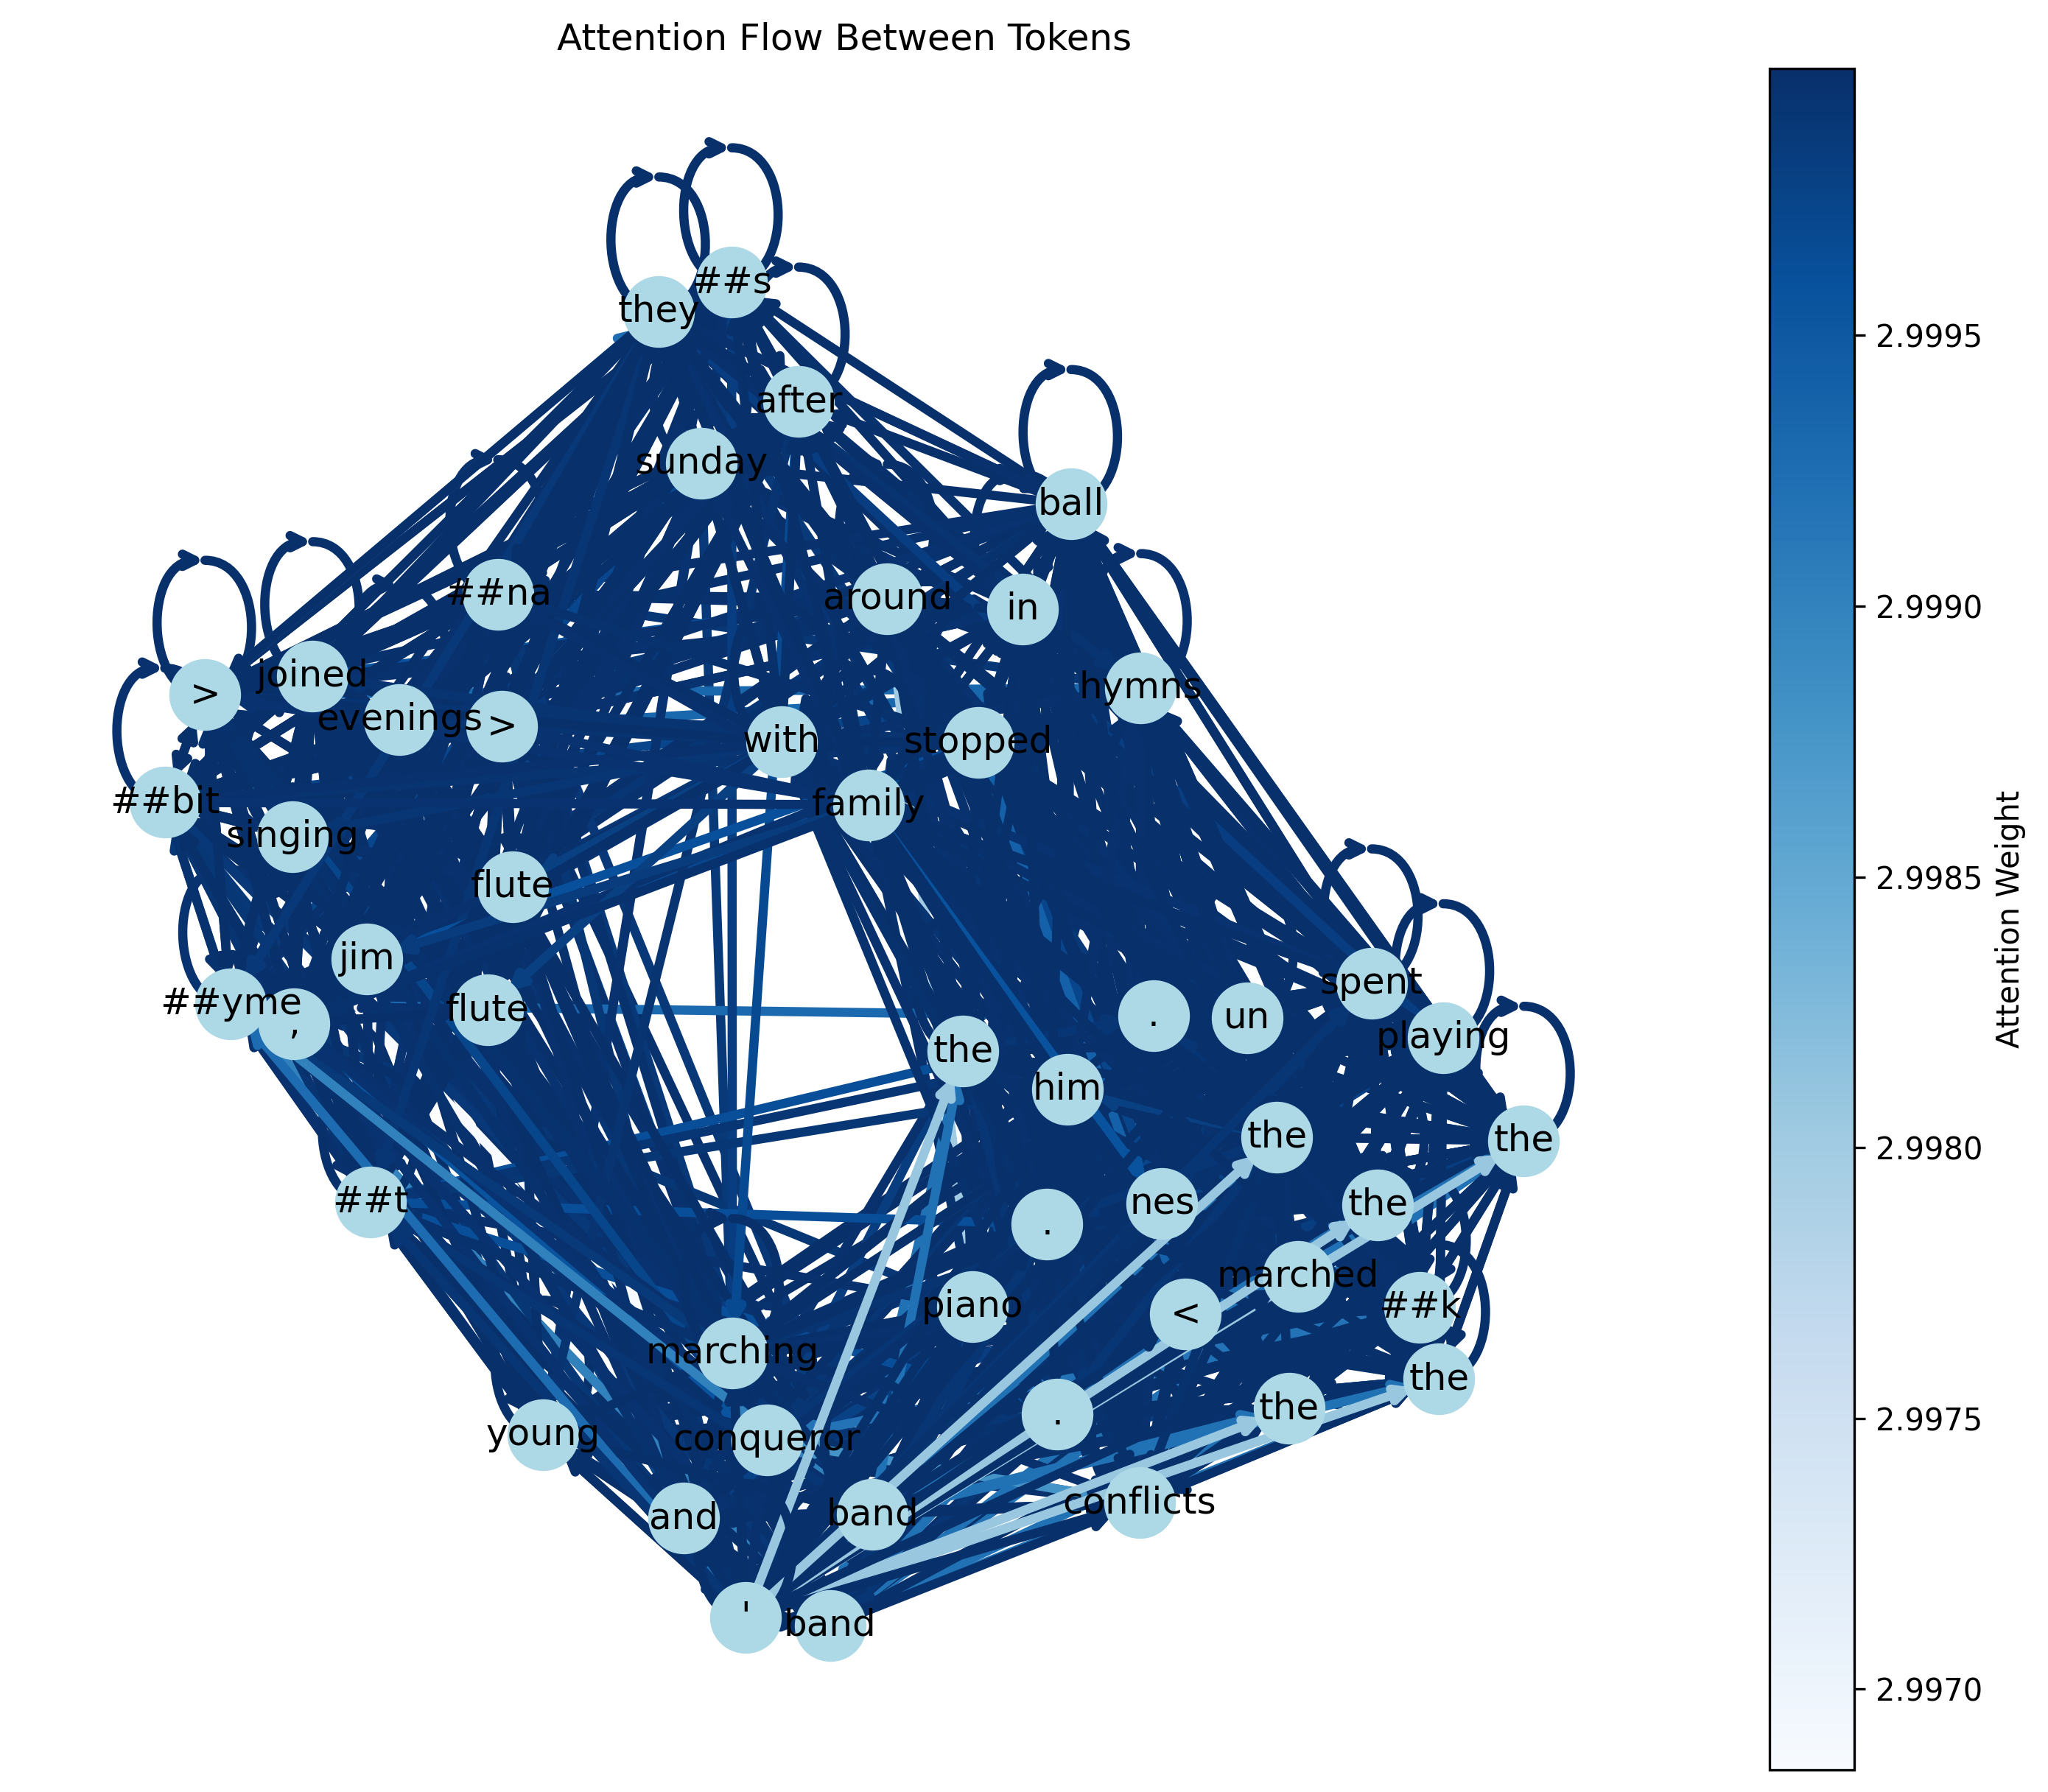 Attention Flow Between Tokens
##s
they
after
sunday
ball
##na
around
in
joined
hymns
>
evenings
>
with
stopped
##bit
family
singing
flute
jim
spent
##yme
flute
,
.
un
playing
the
him
the
the
##t
nes
the
.
marched
piano
<
##k
marching
the
the
.
young
conqueror
conflicts
and
band
'
band
2.9995
2.9990
2.9985
2.9980
2.9975
2.9970
Attention Weight